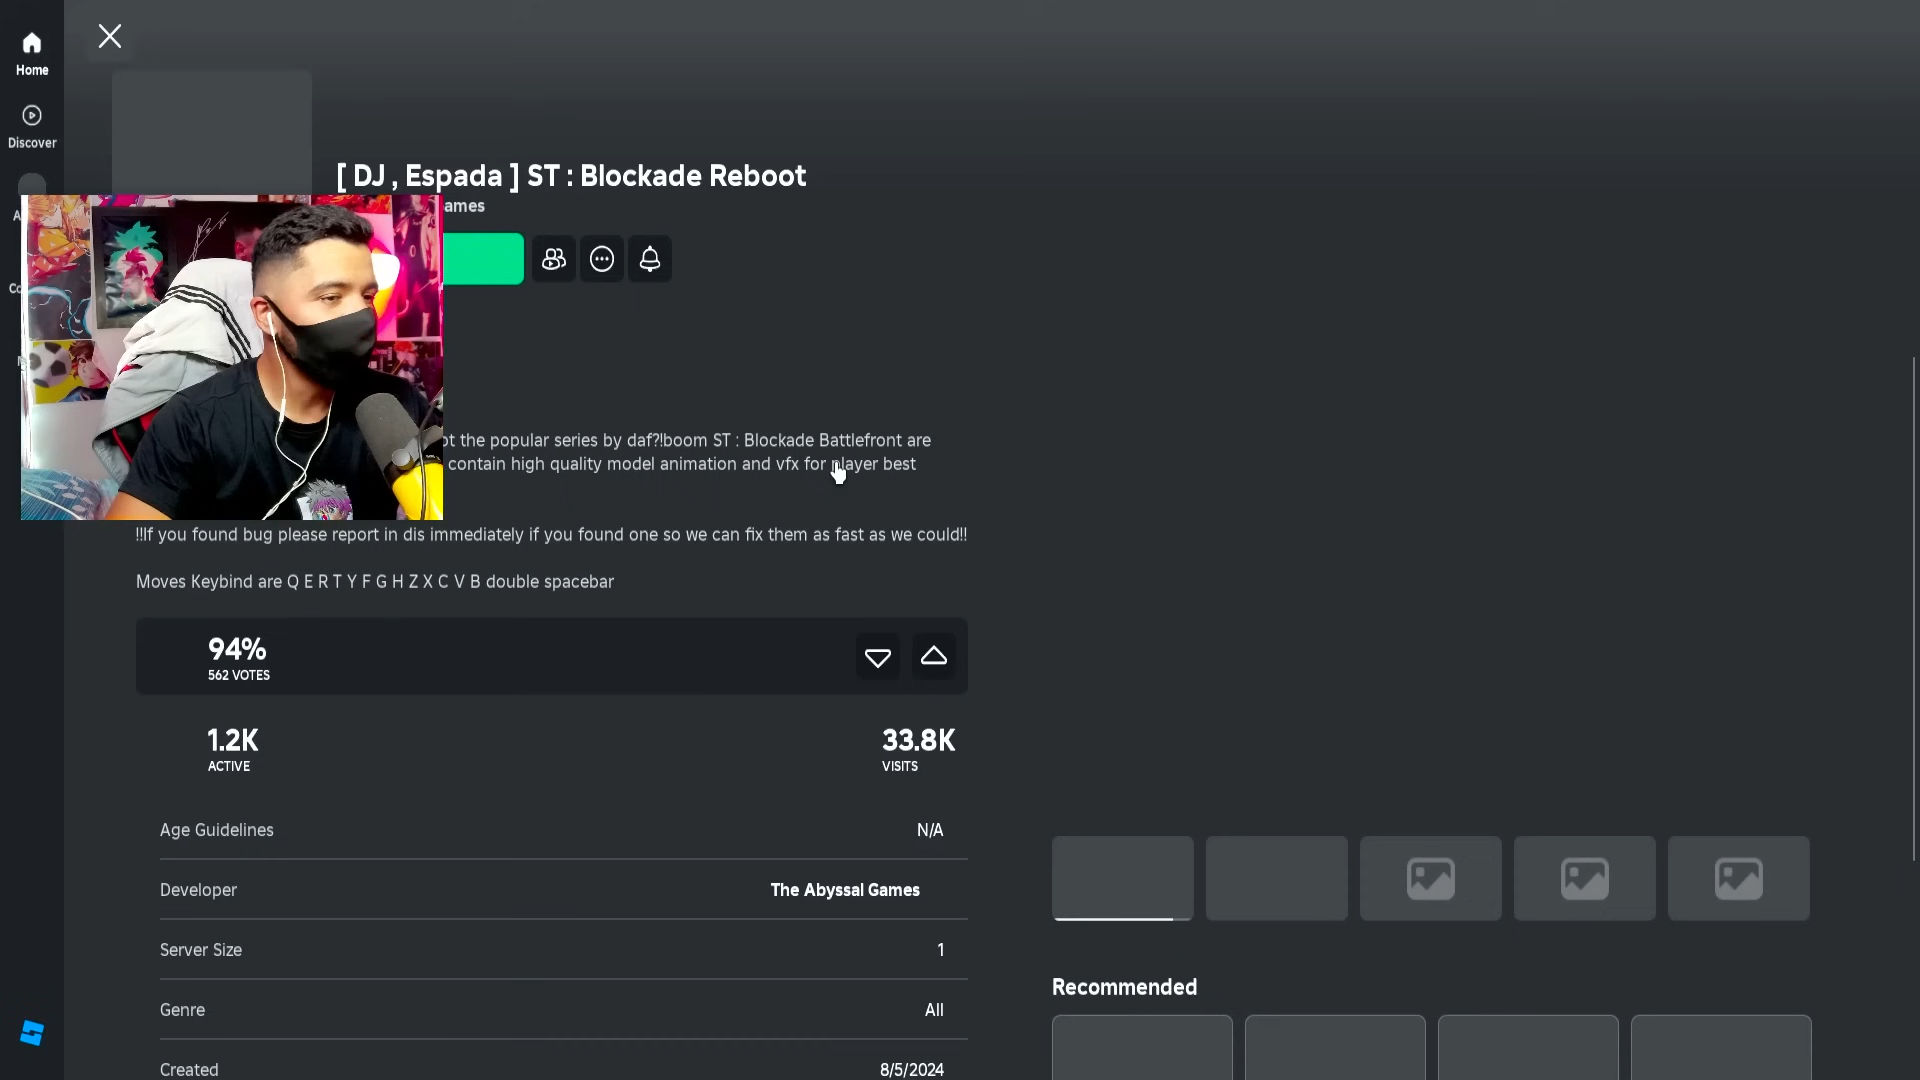 Home
Discover
[ DJ , Espada ] ST : Blockade Reboot
ames
ot the popular series by daf?!boom ST : Blockade Battlefront are
contain high quality model animation and vfx for player best
!!If you found bug please report in dis immediately if you found one so we can fix them as fast as we could!!
Moves Keybind are Q E R T Y F G H Z X C V B double spacebar
94%
562 VOTES
1.2K
ACTIVE
33.8K
VISITS
Age Guidelines N/A
Developer The Abyssal Games
Server Size 1
Genre All
Created 8/5/2024
Recommended